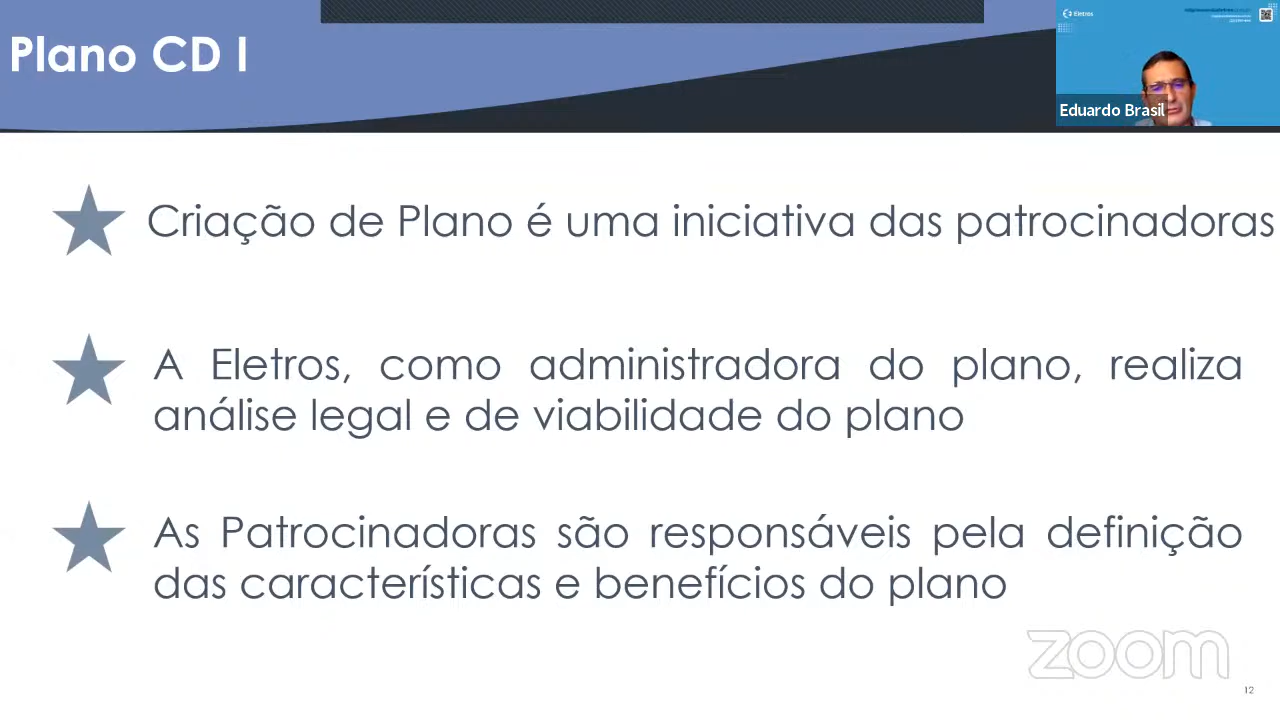 Plano CD I
Eletros
Eduardo Brasil
Criação de Plano é uma iniciativa das patrocinadoras
A Eletros, como administradora do plano, realiza
análise legal e de viabilidade do plano
As Patrocinadoras são responsáveis pela definição
das características e benefícios do plano
zoom
12